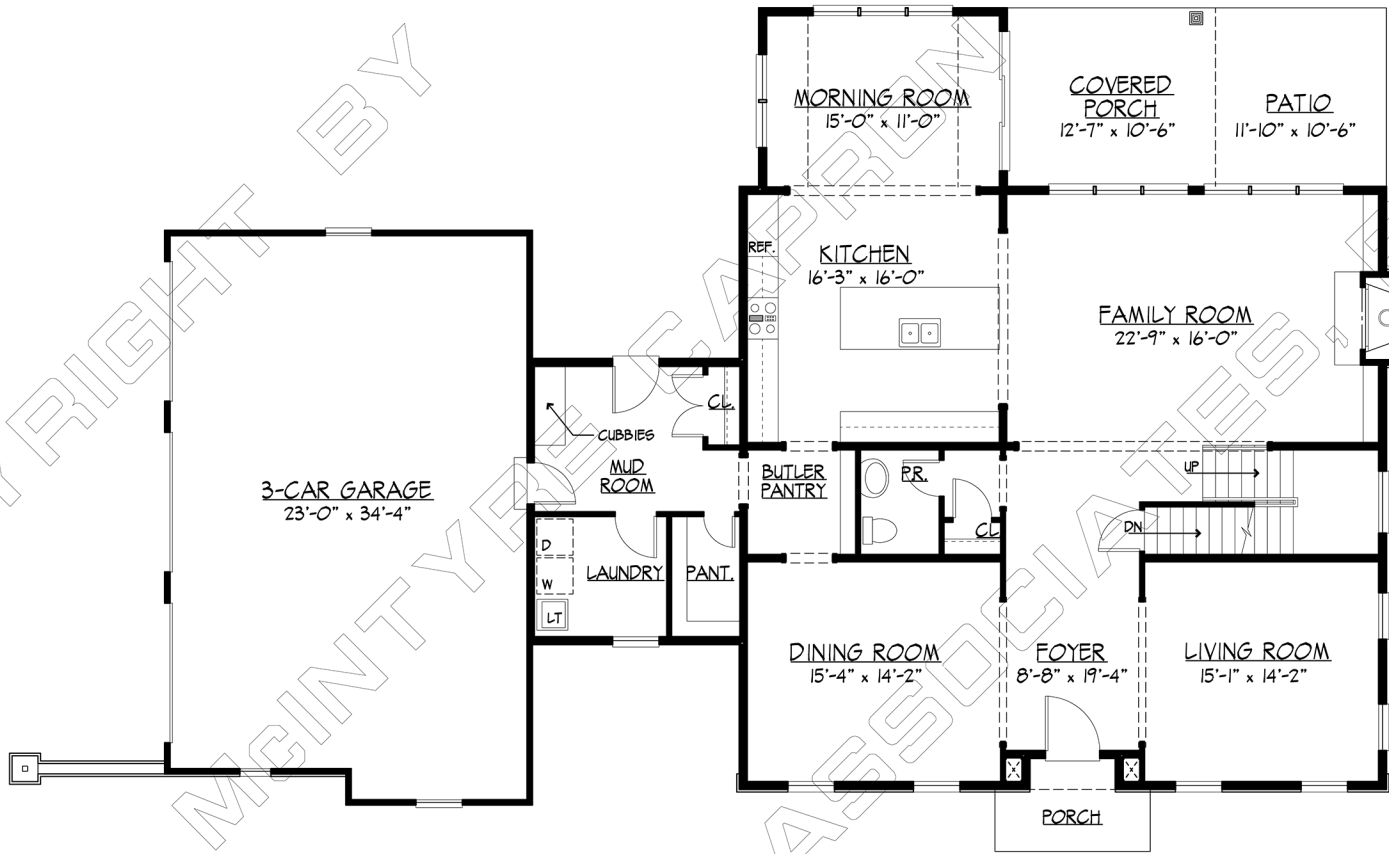 MORNING ROOM
15'-0" x 11'-0"
COVERED
PORCH
12'-7" x 10'-6"
PATIO
11'-10" x 10'-6"
REF.
KITCHEN
16'-3" x 16'-0"
FAMILY ROOM
22'-9" x 16'-0"
CL.
CUBBIES
MUD
ROOM
BUTLER
PANTRY
P.R.
UP
3-CAR GARAGE
23'-0" x 34'-4"
CL
DN
D
W
LT
LAUNDRY
PANT.
DINING ROOM
15'-4" x 14'-2"
FOYER
8'-8" x 19'-4"
LIVING ROOM
15'-1" x 14'-2"
PORCH
YRIGHT BY
McINTYRE CAPRON
ASSOCIATES,